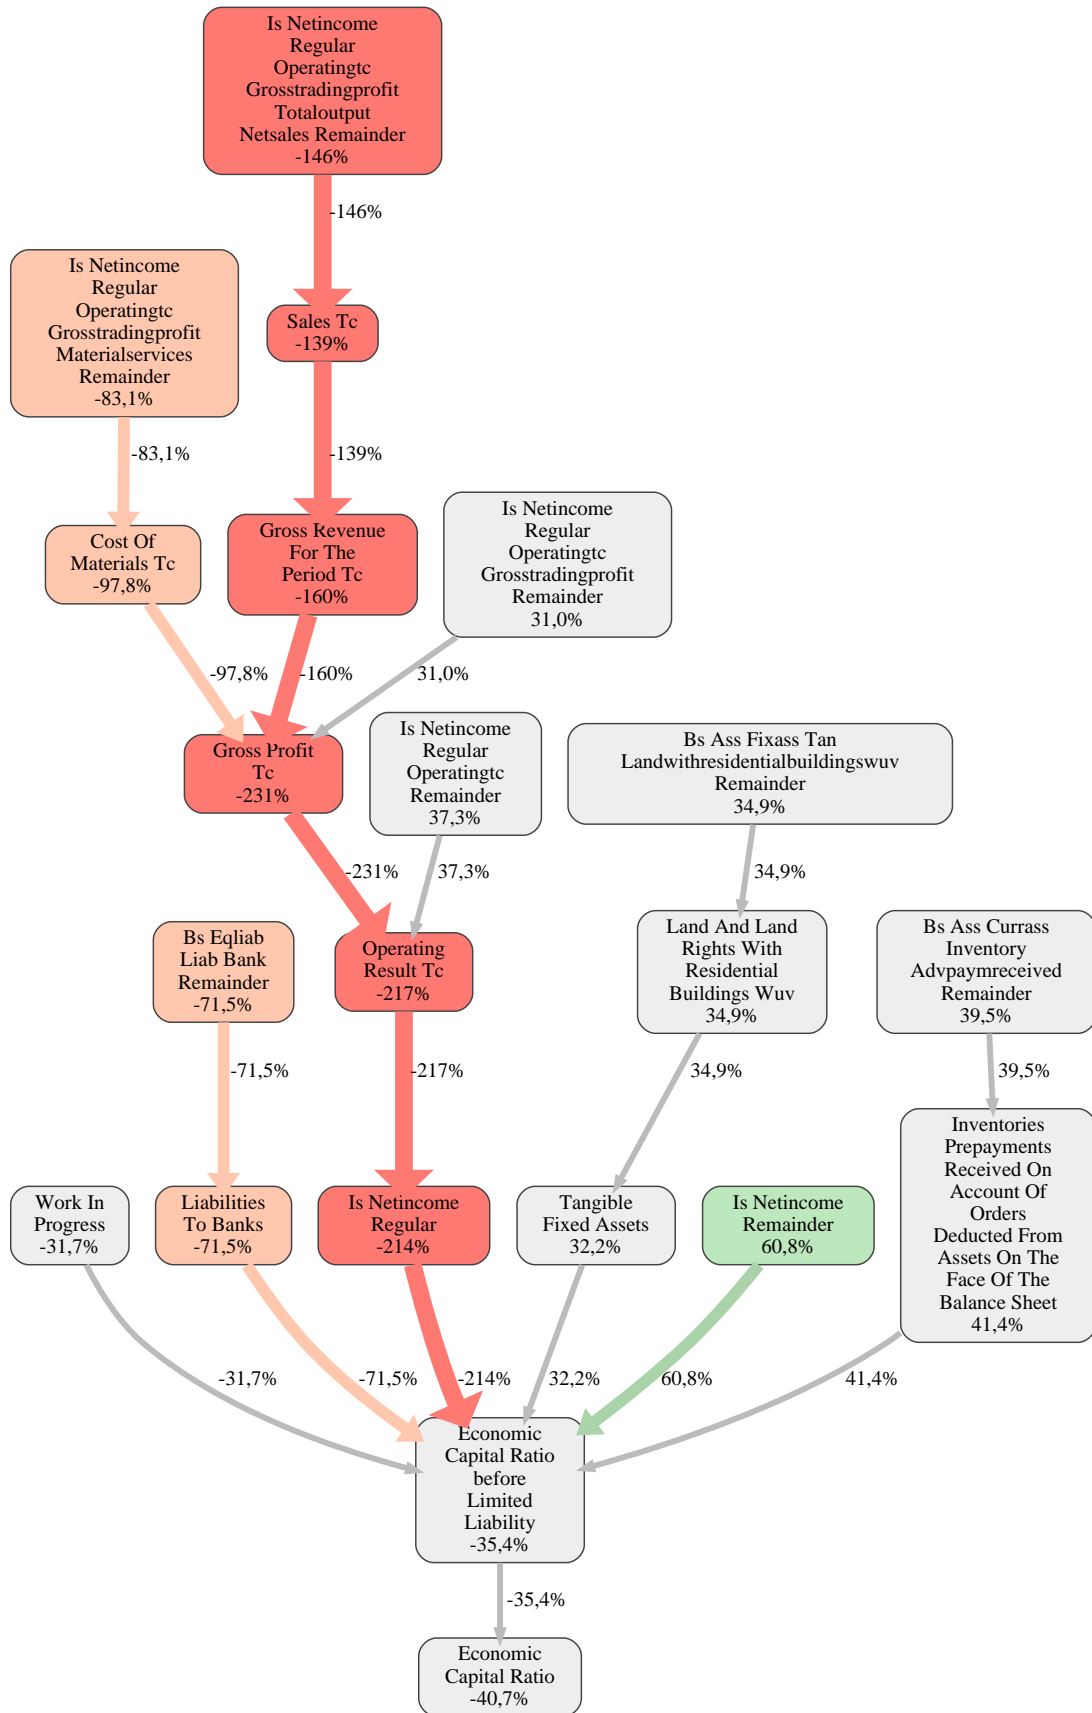 Is Netincome
Regular
Operatingtc
Grosstradingprofit
Totaloutput
Netsales Remainder
-146%
-146%
Is Netincome
Regular
Operatingtc
Grosstradingprofit
Materialservices
Remainder
-83,1%
Sales Tc
-139%
-83,1%
-139%
Is Netincome
Regular
Operatingtc
Grosstradingprofit
Remainder
31,0%
Cost Of
Materials Tc
-97,8%
Gross Revenue
For The
Period Tc
-160%
-97,8%
-160%
31,0%
Gross Profit
Tc
-231%
Is Netincome
Regular
Operatingtc
Remainder
37,3%
Bs Ass Fixass Tan
Landwithresidentialbuildingswuv
Remainder
34,9%
-231%
37,3%
34,9%
Bs Eqliab
Liab Bank
Remainder
-71,5%
Operating
Result Tc
-217%
Land And Land
Rights With
Residential
Buildings Wuv
34,9%
Bs Ass Currass
Inventory
Advpaymreceived
Remainder
39,5%
-71,5%
-217%
34,9%
39,5%
Work In
Progress
-31,7%
Liabilities
To Banks
-71,5%
Is Netincome
Regular
-214%
Tangible
Fixed Assets
32,2%
Is Netincome
Remainder
60,8%
Inventories
Prepayments
Received On
Account Of
Orders
Deducted From
Assets On The
Face Of The
Balance Sheet
41,4%
-31,7%
-71,5%
-214%
32,2%
60,8%
41,4%
Economic
Capital Ratio
before
Limited
Liability
-35,4%
-35,4%
Economic
Capital Ratio
-40,7%